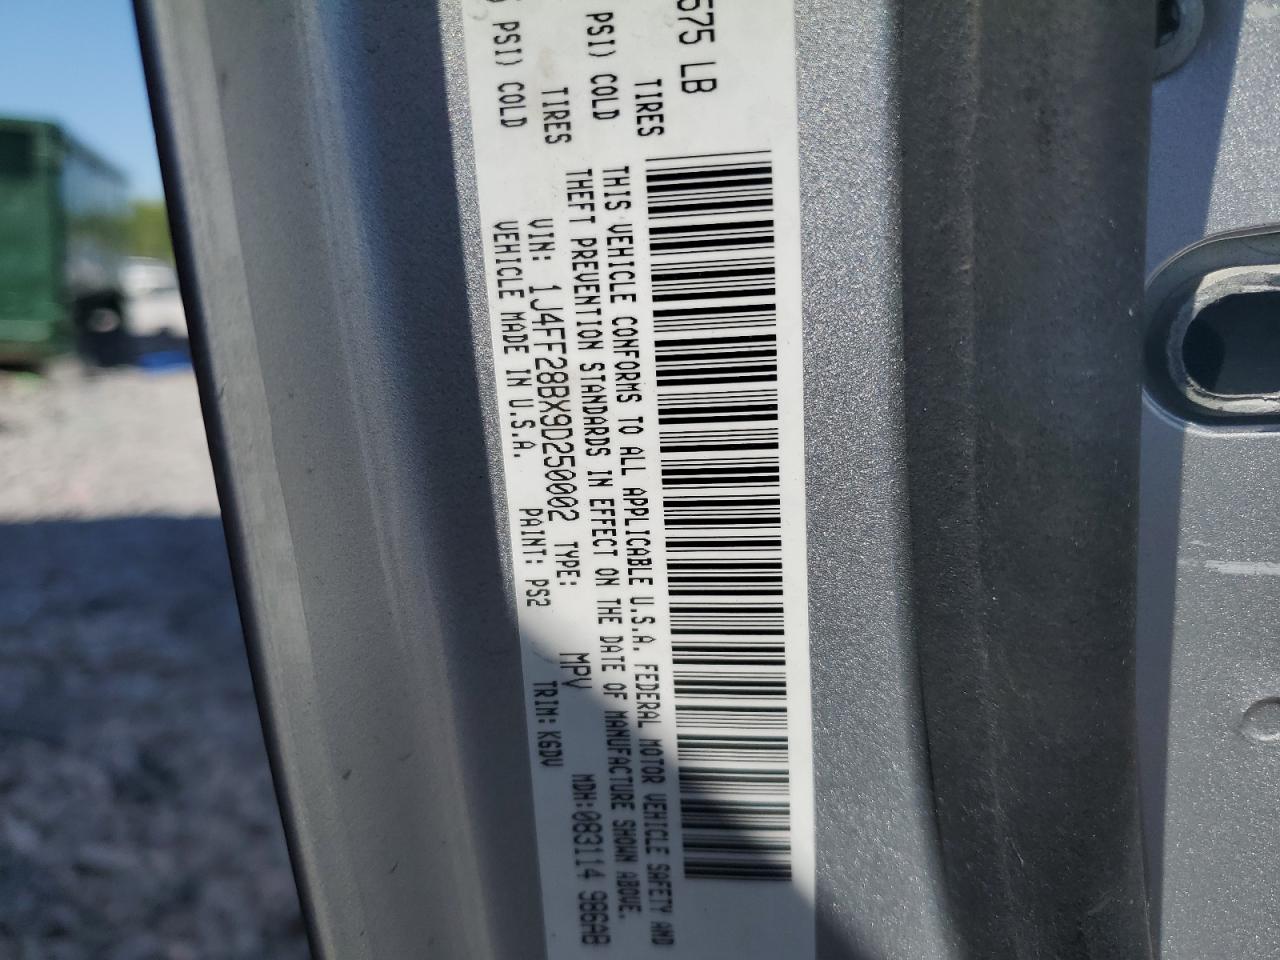 575 LB
TIRES
PSI) COLD
TIRES
PSI) COLD
THIS VEHICLE CONFORMS TO ALL APPLICABLE U.S.A. FEDERAL MOTOR VEHICLE SAFETY AND
THEFT PREVENTION STANDARDS IN EFFECT ON THE DATE OF MANUFACTURE SHOWN ABOVE.
VIN: 1J4FF28BX9D250002 TYPE: MPV MDH:083114 986AB
VEHICLE MADE IN U.S.A. PAINT: PS2 TRIM: K6DV